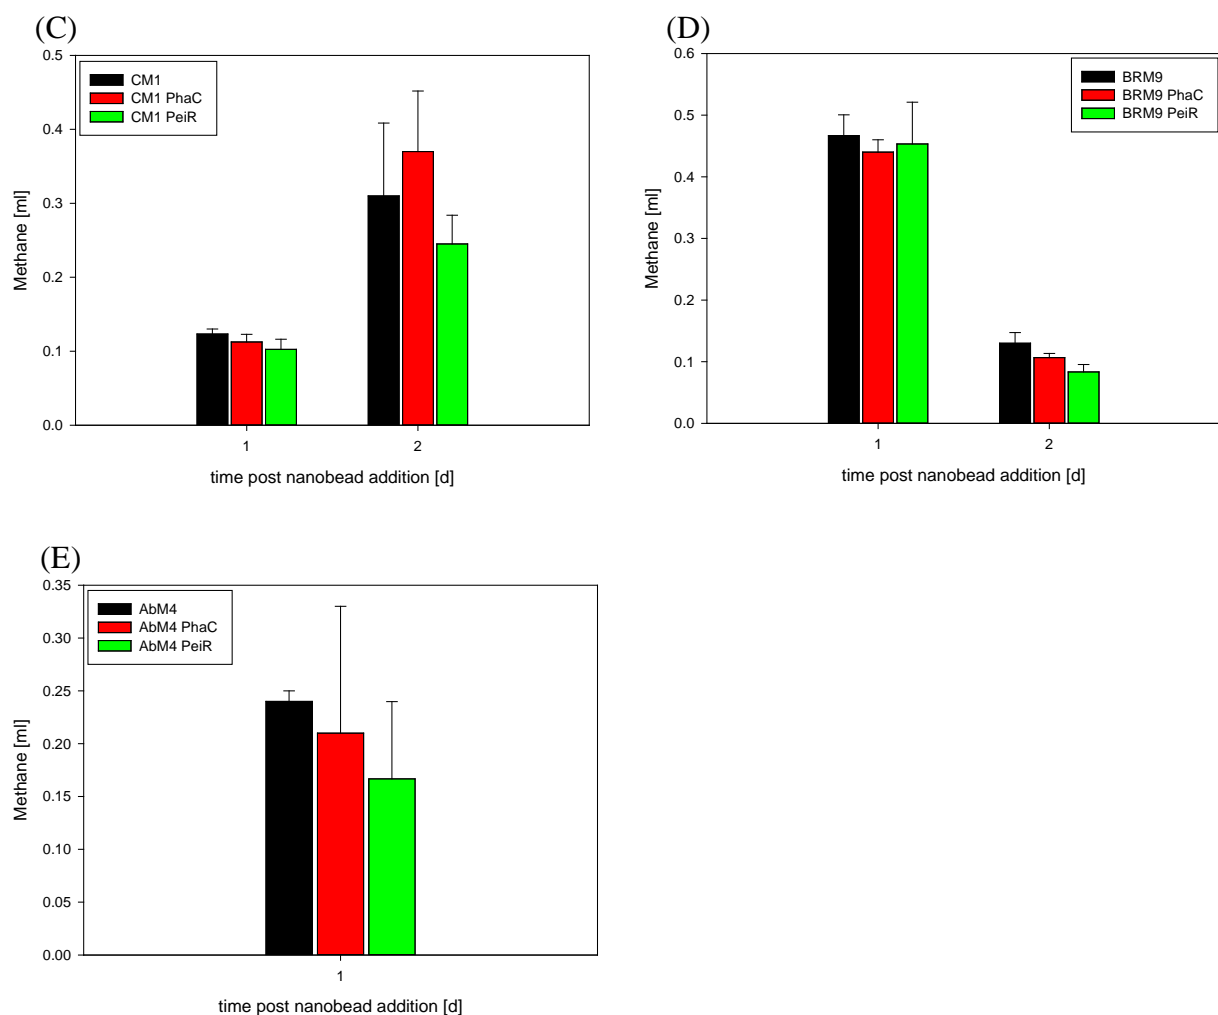 (C)
0.5
0.4
0.3
0.2
0.1
0.0
Methane [ml]
CM1
CM1 PhaC
CM1 PeiR
1 2
time post nanobead addition [d]
(D)
0.6
0.5
0.4
0.3
0.2
0.1
0.0
Methane [ml]
BRM9
BRM9 PhaC
BRM9 PeiR
1 2
time post nanobead addition [d]
(E)
0.35
0.30
0.25
0.20
0.15
0.10
0.05
0.00
Methane [ml]
AbM4
AbM4 PhaC
AbM4 PeiR
1
time post nanobead addition [d]